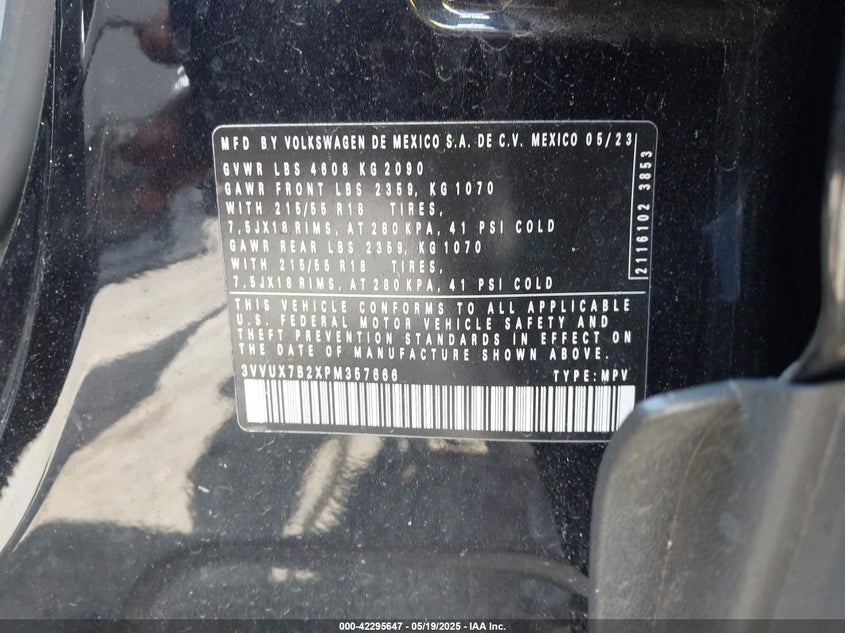 MFD BY VOLKSWAGEN DE MEXICO S.A. DE C.V. MEXICO 05/23
GVWR LBS 4608 KG 2090
GAWR FRONT LBS 2359, KG 1070
WITH 215/55 R18 TIRES,
7,5JX18 RIMS, AT 280 KPA, 41 PSI COLD
GAWR REAR LBS 2359, KG 1070
WITH 215/55 R18 TIRES,
7,5JX18 RIMS, AT 280 KPA, 41 PSI COLD
2116102 3853
THIS VEHICLE CONFORMS TO ALL APPLICABLE
U.S. FEDERAL MOTOR VEHICLE SAFETY AND
THEFT PREVENTION STANDARDS IN EFFECT ON
THE DATE OF MANUFACTURE SHOWN ABOVE.
3VVUX7B2XPM357666 TYPE: MPV
000-42295647 - 05/19/2025 - IAA Inc.